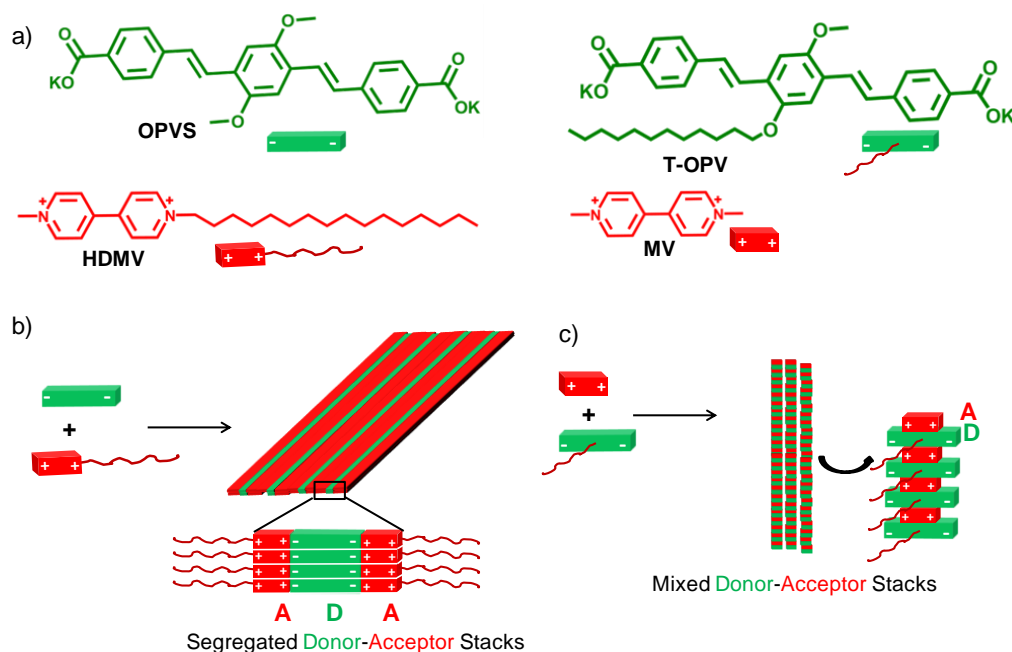 a)
O
O
KO
O
OK
O
OPVS
O
O
KO
O
OK
O
T-OPV
+
N
+
N
HDMV
+ +
+
N
+
N
MV
+ +
b)
+
+ +
A D A
Segregated Donor-Acceptor Stacks
c)
+ +
+
A
D
+ +
+ +
+ +
+ +
Mixed Donor-Acceptor Stacks